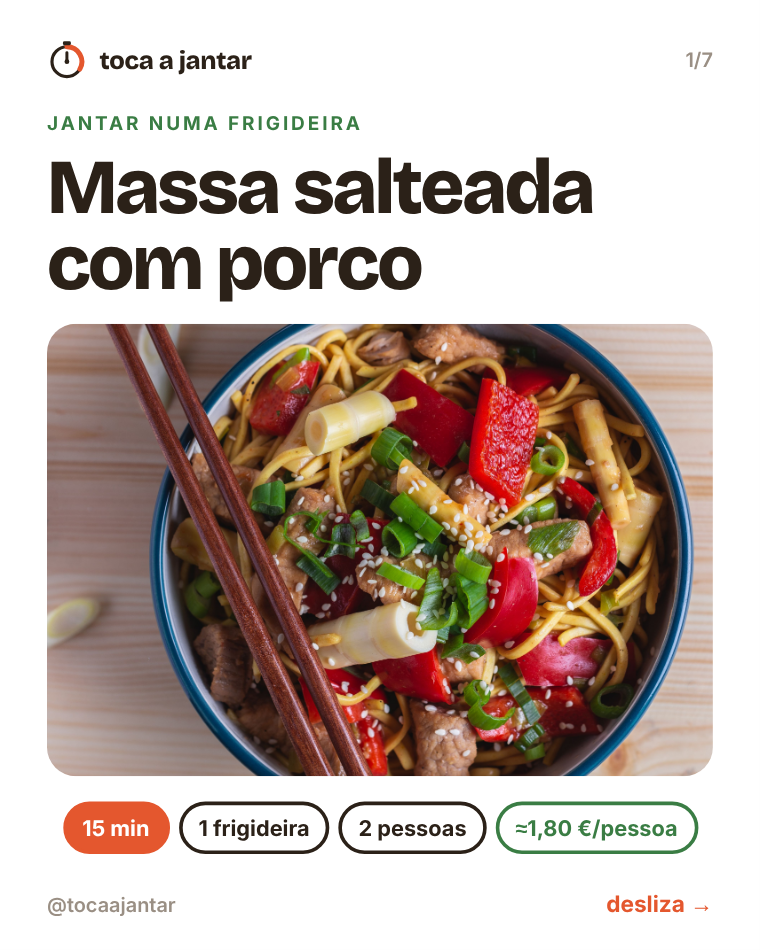 toca a jantar
1/7
JANTAR NUMA FRIGIDEIRA
Massa salteada
com porco
15 min
1 frigideira
2 pessoas
≈1,80 €/pessoa
@tocaajantar
desliza →